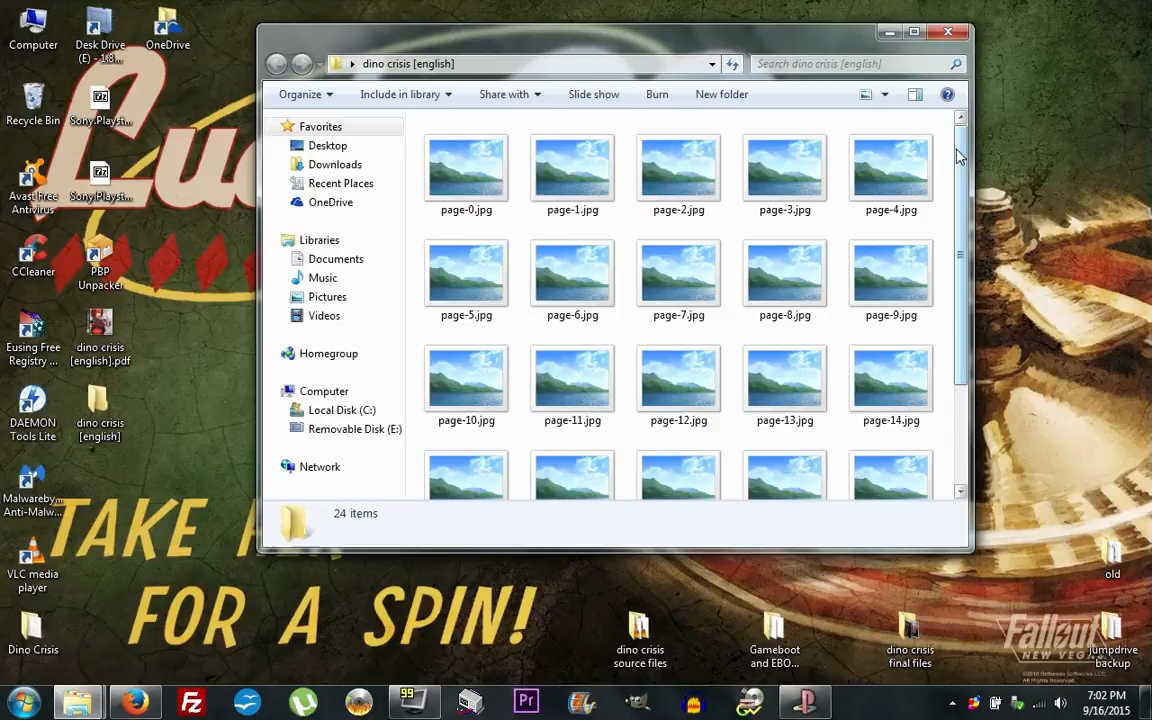 Computer
Desk Drive
(E) - 1.8...
OneDrive
Recycle Bin
Sony.Playst...
Avast Free
Antivirus
Sony.Playst...
CCleaner
PBP
Unpacker
Eusing Free
Registry ...
dino crisis
[english].pdf
DAEMON
Tools Lite
dino crisis
[english]
Malwareby...
Anti-Malw...
VLC media
player
Dino Crisis
dino crisis [english]
Search dino crisis [english]
Organize
Include in library
Share with
Slide show
Burn
New folder
Favorites
Desktop
Downloads
Recent Places
OneDrive
Libraries
Documents
Music
Pictures
Videos
Homegroup
Computer
Local Disk (C:)
Removable Disk (E:)
Network
page-0.jpg
page-1.jpg
page-2.jpg
page-3.jpg
page-4.jpg
page-5.jpg
page-6.jpg
page-7.jpg
page-8.jpg
page-9.jpg
page-10.jpg
page-11.jpg
page-12.jpg
page-13.jpg
page-14.jpg
24 items
TAKE
FOR A SPIN!
old
dino crisis
source files
Gameboot
and EBO...
dino crisis
final files
jumpdrive
backup
Fallout
NEW VEGAS
Fz
99
Pr
7:02 PM
9/16/2015